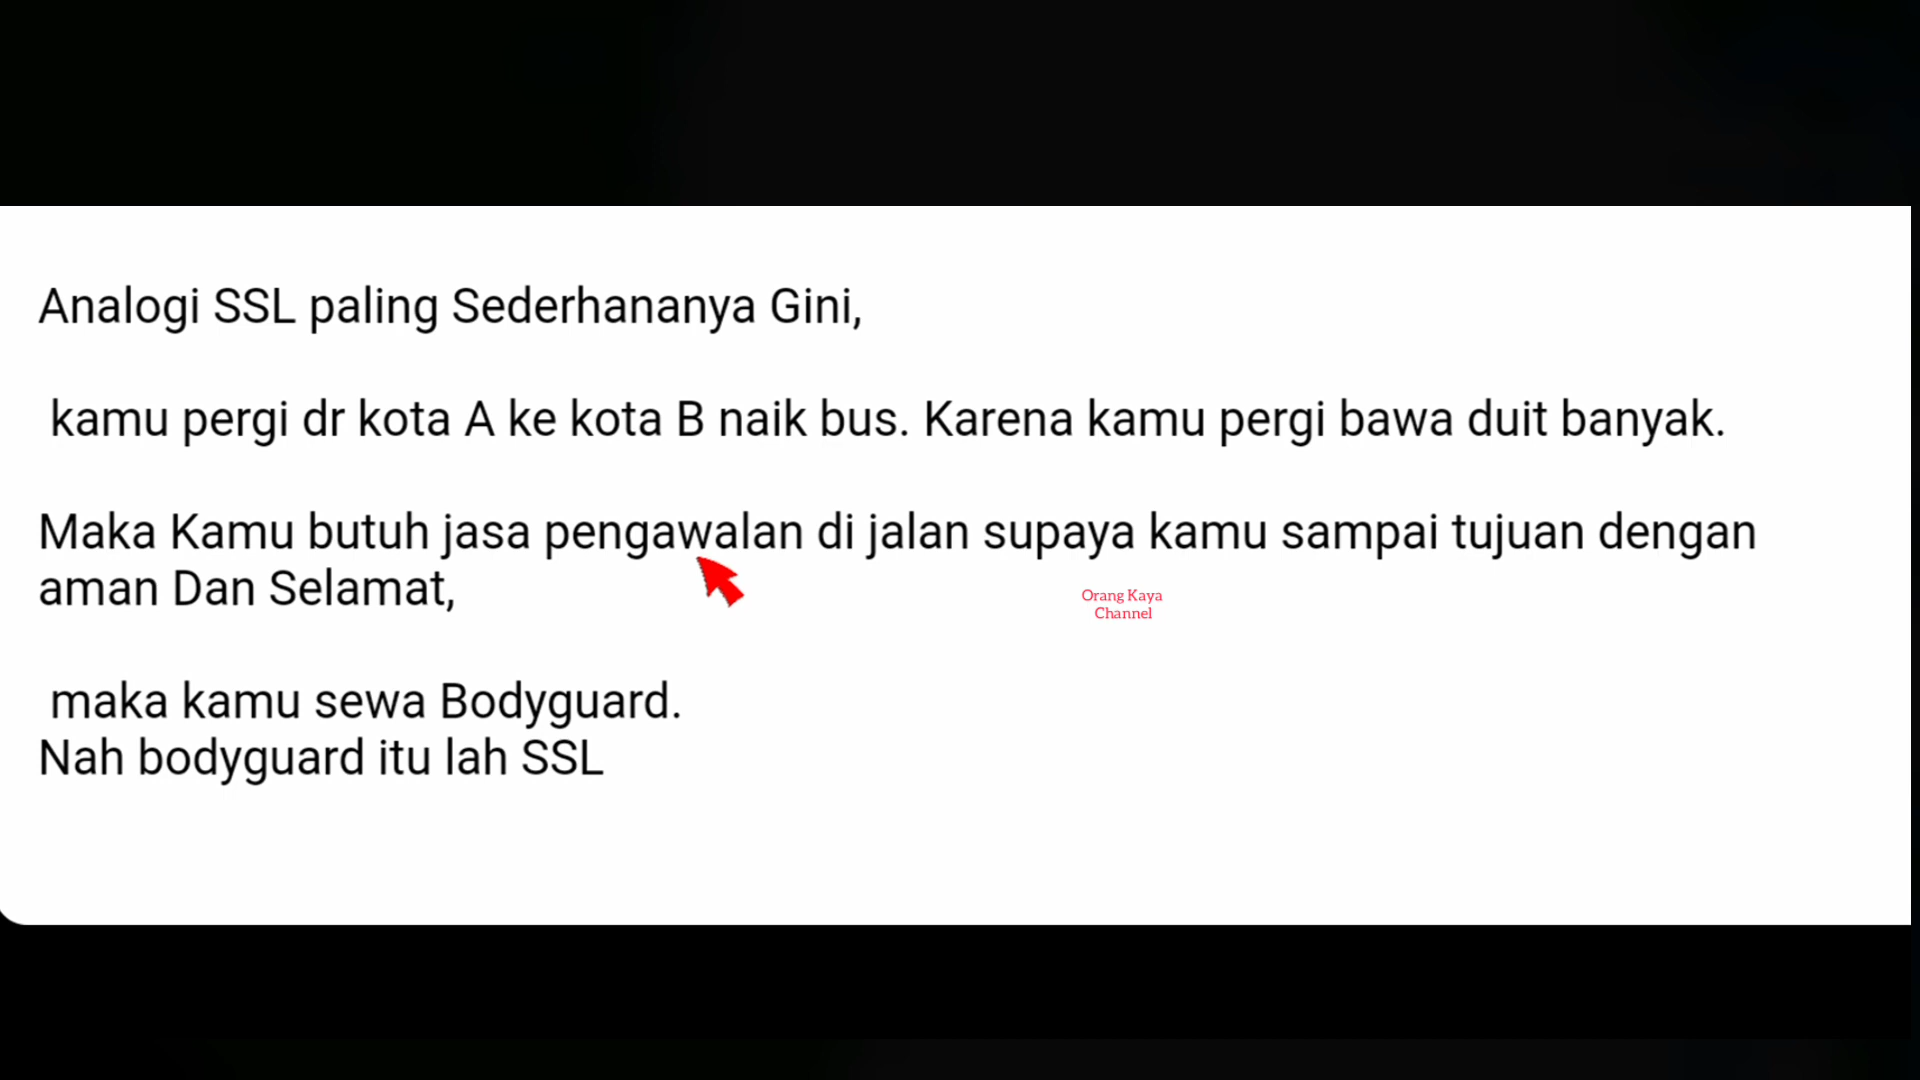 Analogi SSL paling Sederhananya Gini,
kamu pergi dr kota A ke kota B naik bus. Karena kamu pergi bawa duit banyak.
Maka Kamu butuh jasa pengawalan di jalan supaya kamu sampai tujuan dengan
aman Dan Selamat,
Orang Kaya
Channel
maka kamu sewa Bodyguard.
Nah bodyguard itu lah SSL